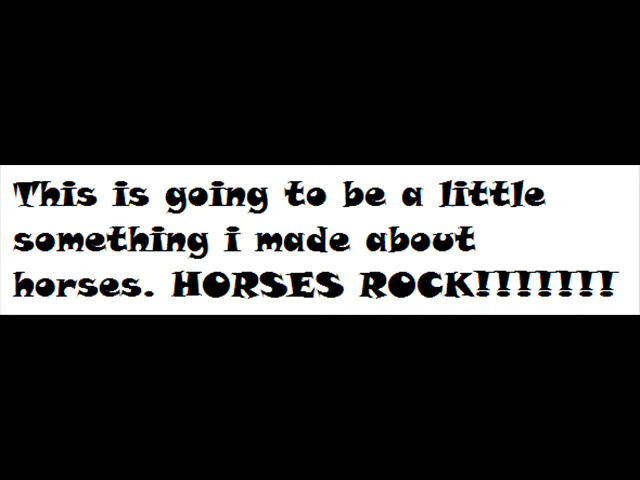 This is going to be a little
something i made about
horses. HORSES ROCK!!!!!!!